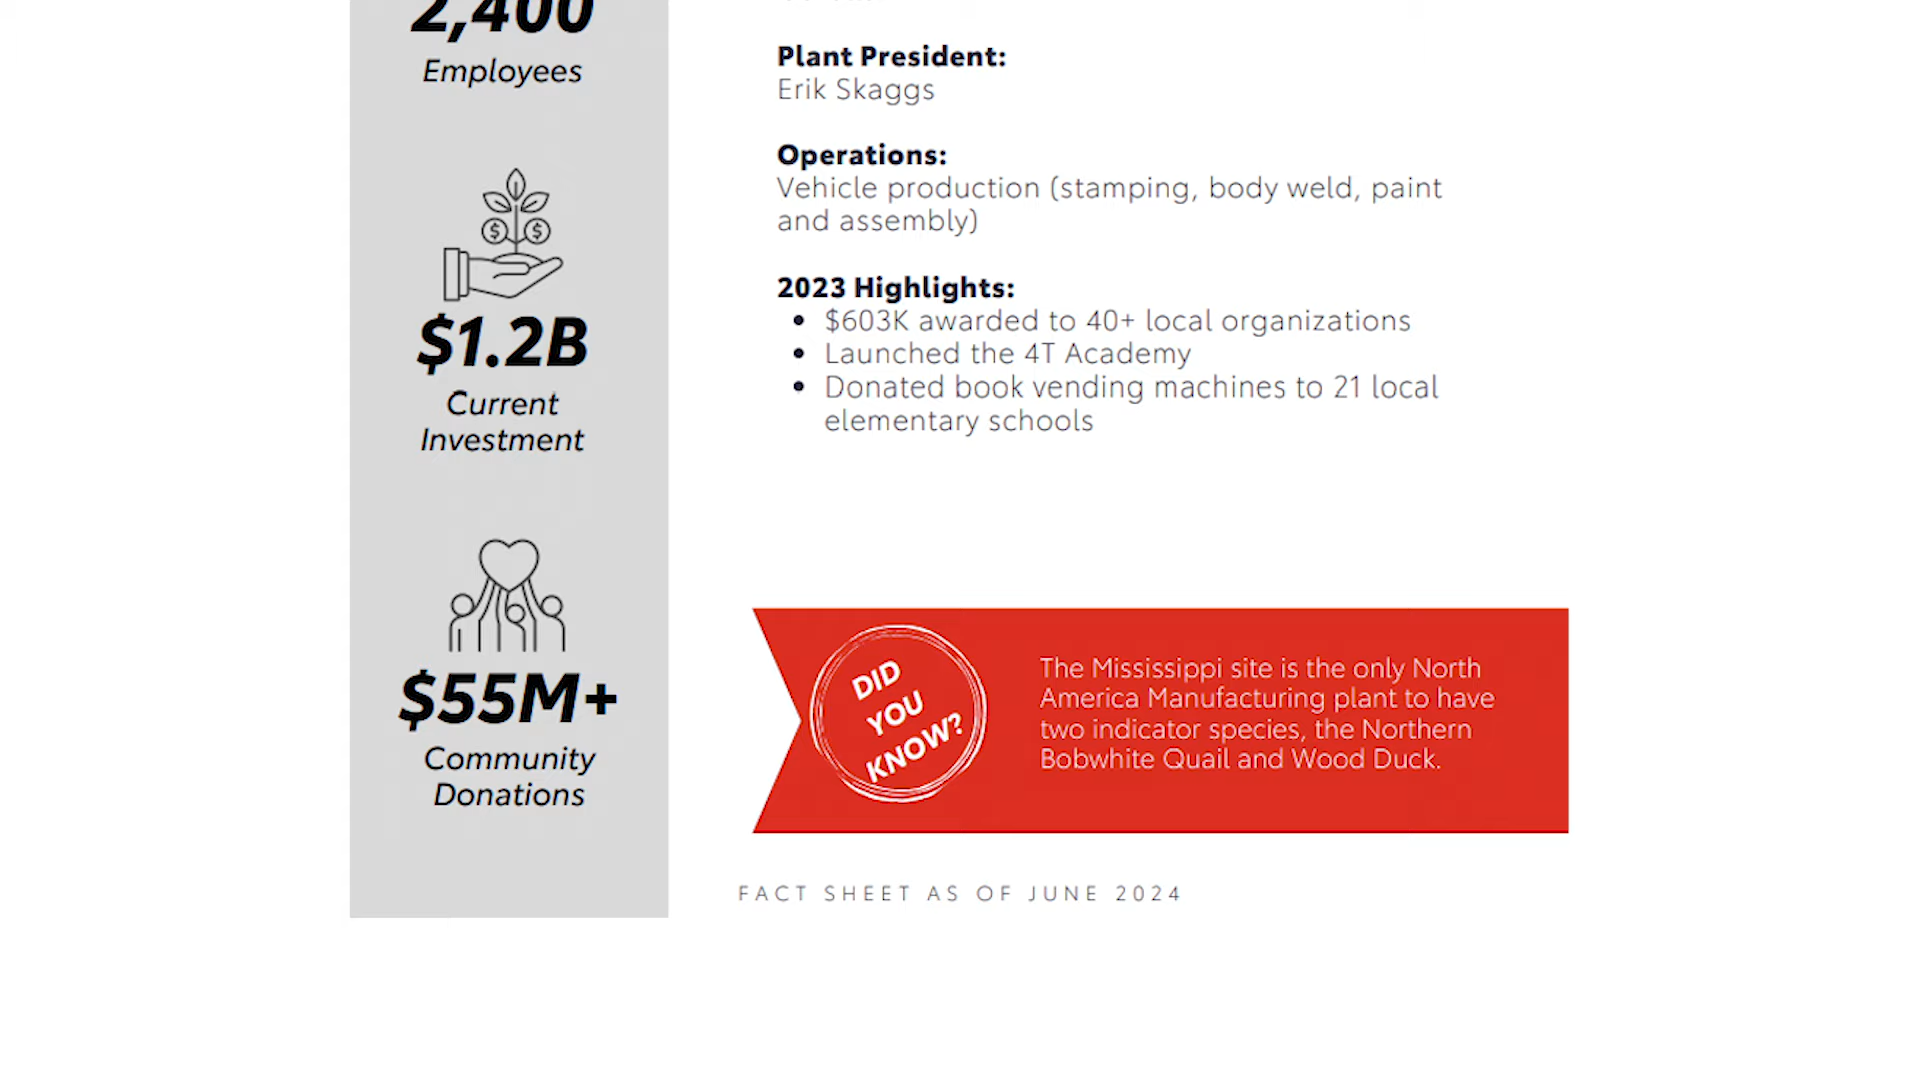 2,400
Employees
$1.2B
Current
Investment
$55M+
Community
Donations
Plant President:
Erik Skaggs
Operations:
Vehicle production (stamping, body weld, paint
and assembly)
2023 Highlights:
• $603K awarded to 40+ local organizations
• Launched the 4T Academy
• Donated book vending machines to 21 local
elementary schools
DID
YOU
KNOW?
The Mississippi site is the only North
America Manufacturing plant to have
two indicator species, the Northern
Bobwhite Quail and Wood Duck.
FACT SHEET AS OF JUNE 2024